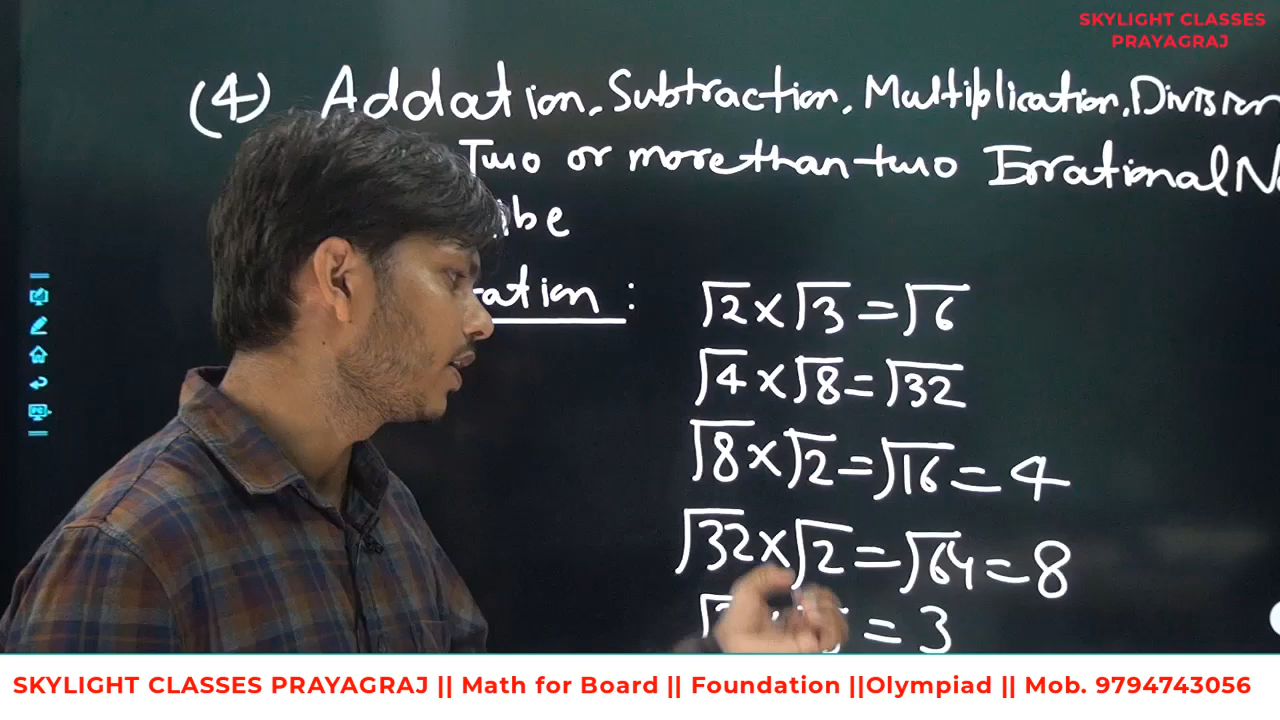 SKYLIGHT CLASSES
PRAYAGRAJ
(4) Addation, Subtraction, Multiplication, Division
Two or more than two Irrational
be
√2 × √3 = √6
√4 × √8 = √32
√8 × √2 = √16 = 4
√32 × √2 = √64 = 8
= 3
SKYLIGHT CLASSES PRAYAGRAJ || Math for Board || Foundation ||Olympiad || Mob. 9794743056